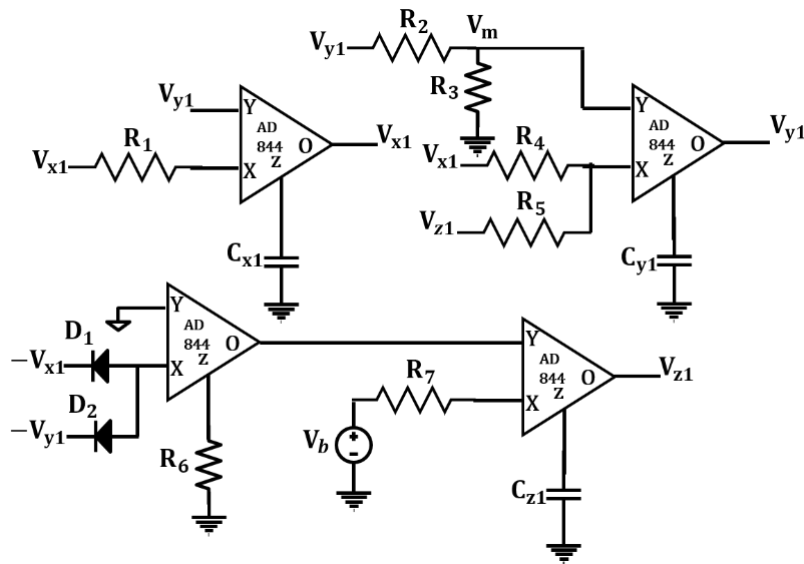 R2
Vm
Vy1
R3
Vy1
Y
AD
844
Z
O
X
R1
Vx1
Vx1
Cx1
Y
AD
844
Z
O
X
Vy1
R4
Vx1
R5
Vz1
Cy1
Y
AD
844
Z
O
X
D1
−Vx1
D2
−Vy1
R6
Y
AD
844
Z
O
X
R7
Vb
+
-
Vz1
Cz1